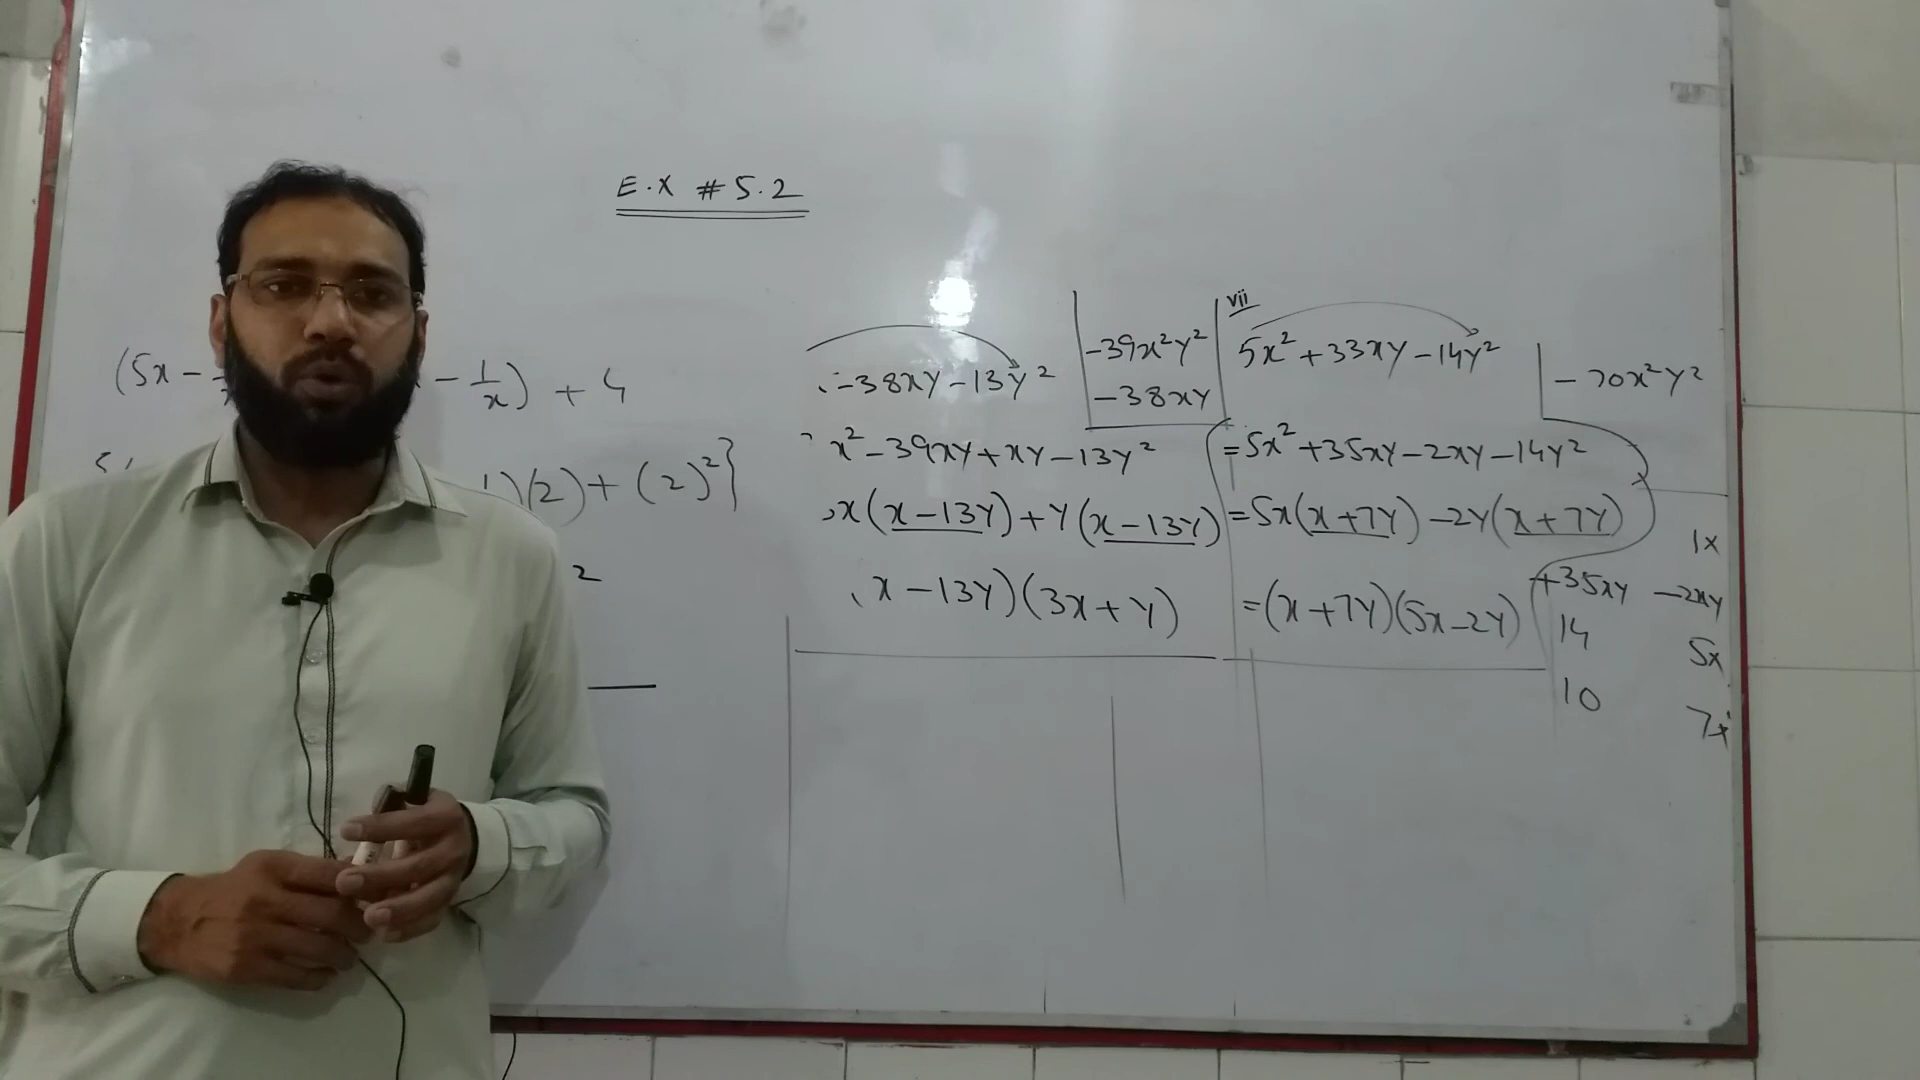 E.X # 5.2
(5x -
- 1/x) + 4
)(2) + (2)²}
2
-38xy - 13y²
-39x²y²
-38xy
x² - 39xy + xy - 13y²
x(x - 13y) + y(x - 13y)
x - 13y)(3x + y)
vii
5x² + 33xy - 14y²
- 70x²y²
= 5x² + 35xy - 2xy - 14y²
= 5x(x + 7y) - 2y(x + 7y)
= (x + 7y)(5x - 2y)
1x
+35xy - 2xy
14
5x
10
7x